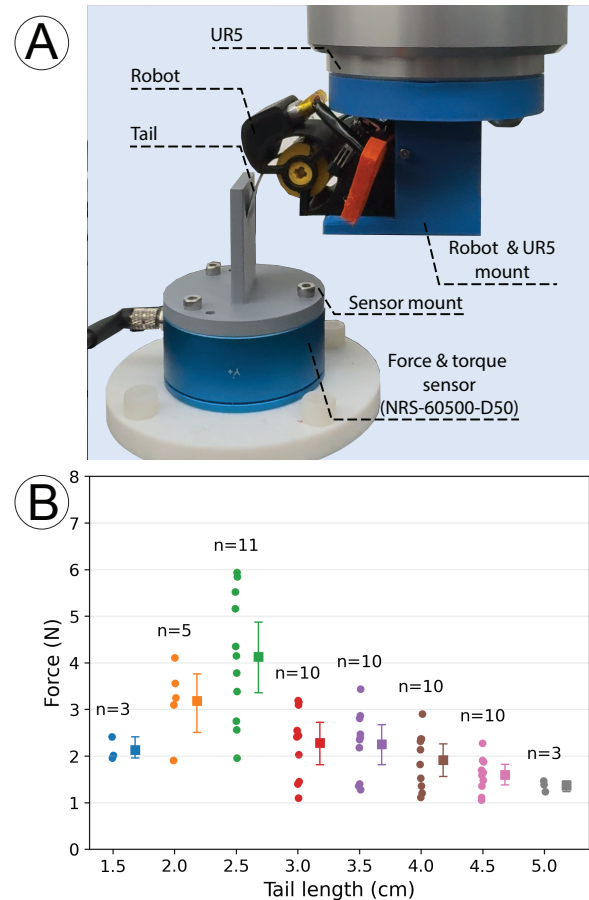 A
UR5
Robot
Tail
Robot & UR5
mount
Sensor mount
Force & torque
sensor
(NRS-60500-D50)
B
8
7
6
5
4
3
2
1
0
Force (N)
n=3
n=5
n=11
n=10
n=10
n=10
n=10
n=3
1.5 2.0 2.5 3.0 3.5 4.0 4.5 5.0
Tail length (cm)